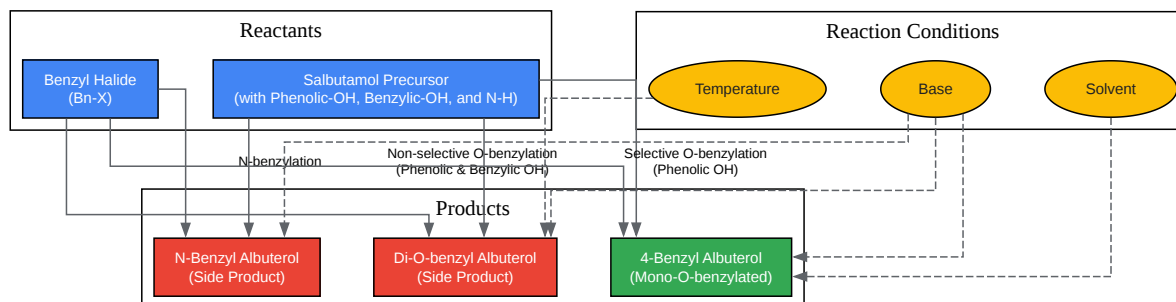 Reactants
Reaction Conditions
Benzyl Halide
(Bn-X)
Salbutamol Precursor
(with Phenolic-OH, Benzylic-OH, and N-H)
Temperature
Base
Solvent
N-benzylation
Non-selective O-benzylation
(Phenolic & Benzylic OH)
Selective O-benzylation
(Phenolic OH)
Products
N-Benzyl Albuterol
(Side Product)
Di-O-benzyl Albuterol
(Side Product)
4-Benzyl Albuterol
(Mono-O-benzylated)